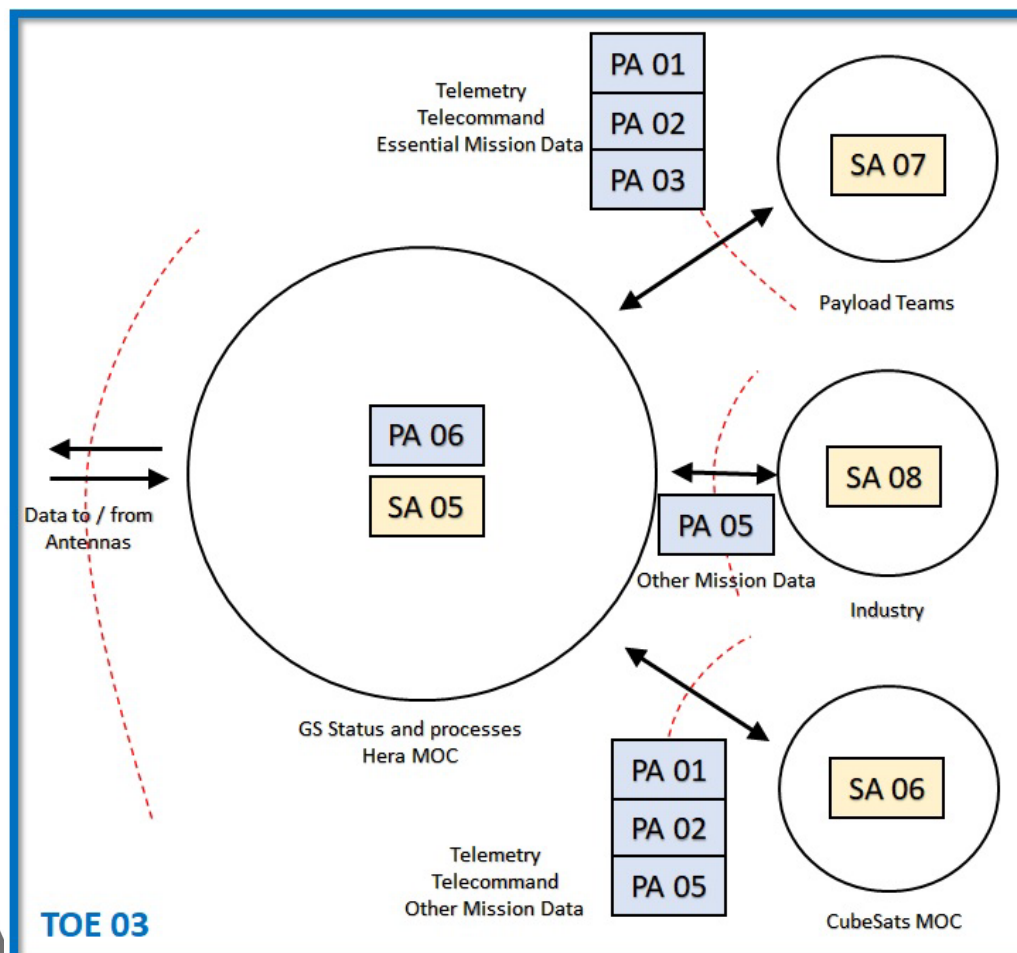 Telemetry
Telecommand
Essential Mission Data
PA 01
PA 02
PA 03
SA 07
Payload Teams
PA 06
SA 05
Data to / from
Antennas
PA 05
Other Mission Data
SA 08
Industry
GS Status and processes
Hera MOC
Telemetry
Telecommand
Other Mission Data
PA 01
PA 02
PA 05
SA 06
CubeSats MOC
TOE 03